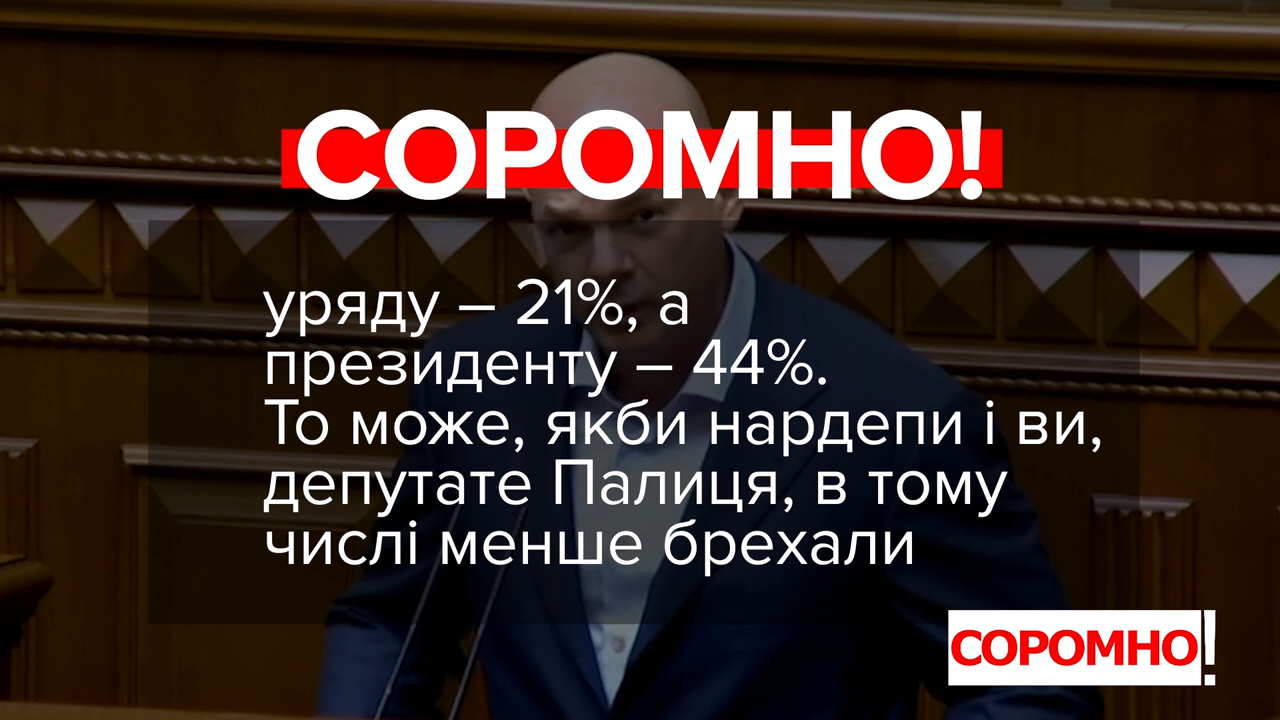 СОРОМНО!
уряду – 21%, а
президенту – 44%.
То може, якби нардепи і ви,
депутате Палиця, в тому
числі менше брехали
СОРОМНО!